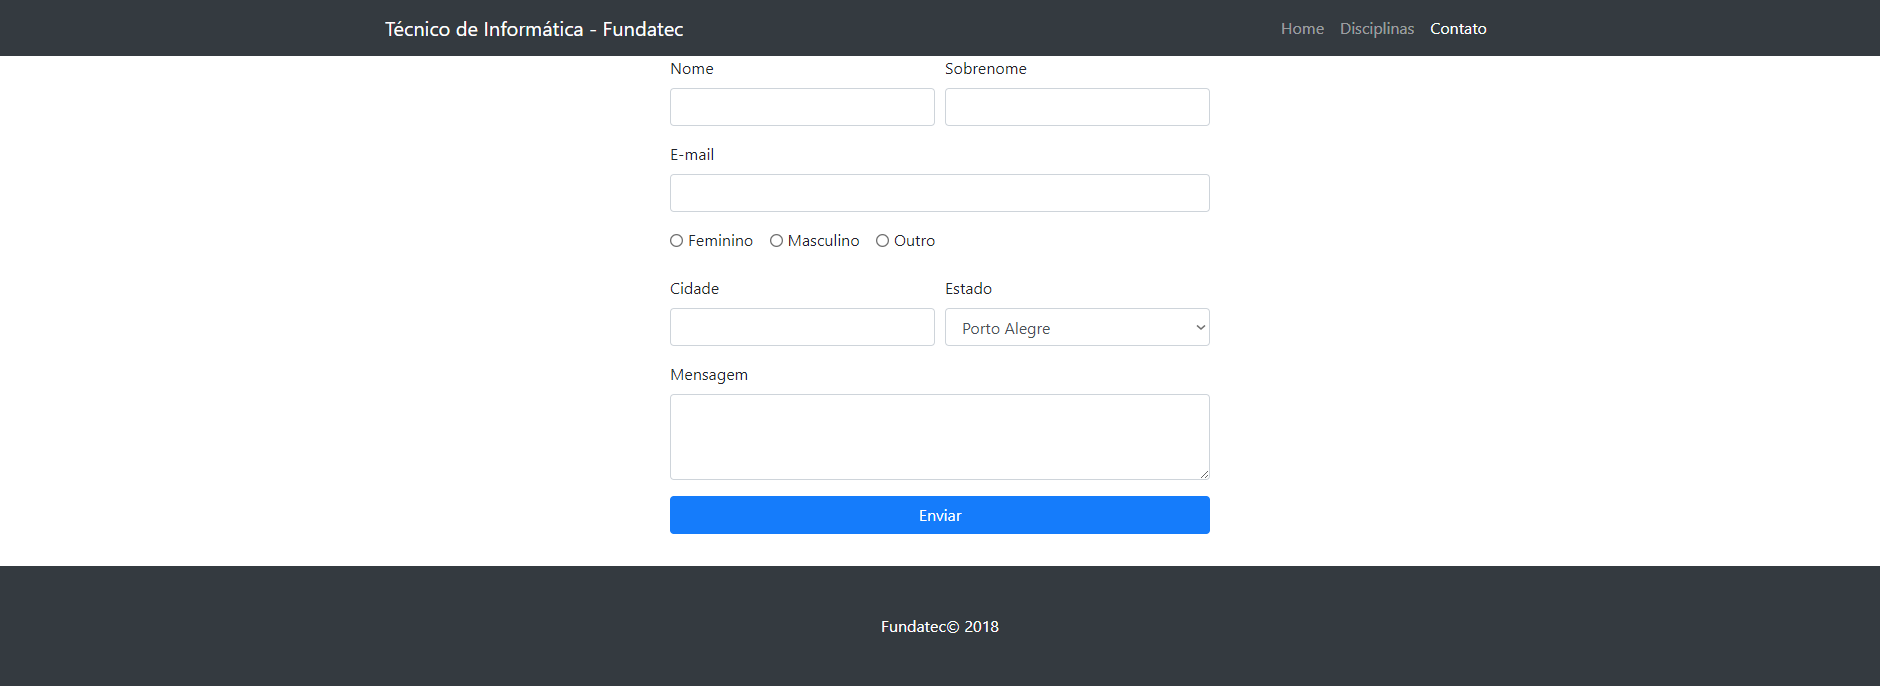 Técnico de Informática - Fundatec Home Disciplinas Contato
Nome Sobrenome
E-mail
Feminino Masculino Outro
Cidade Estado
Porto Alegre
Mensagem
Enviar
Fundatec© 2018